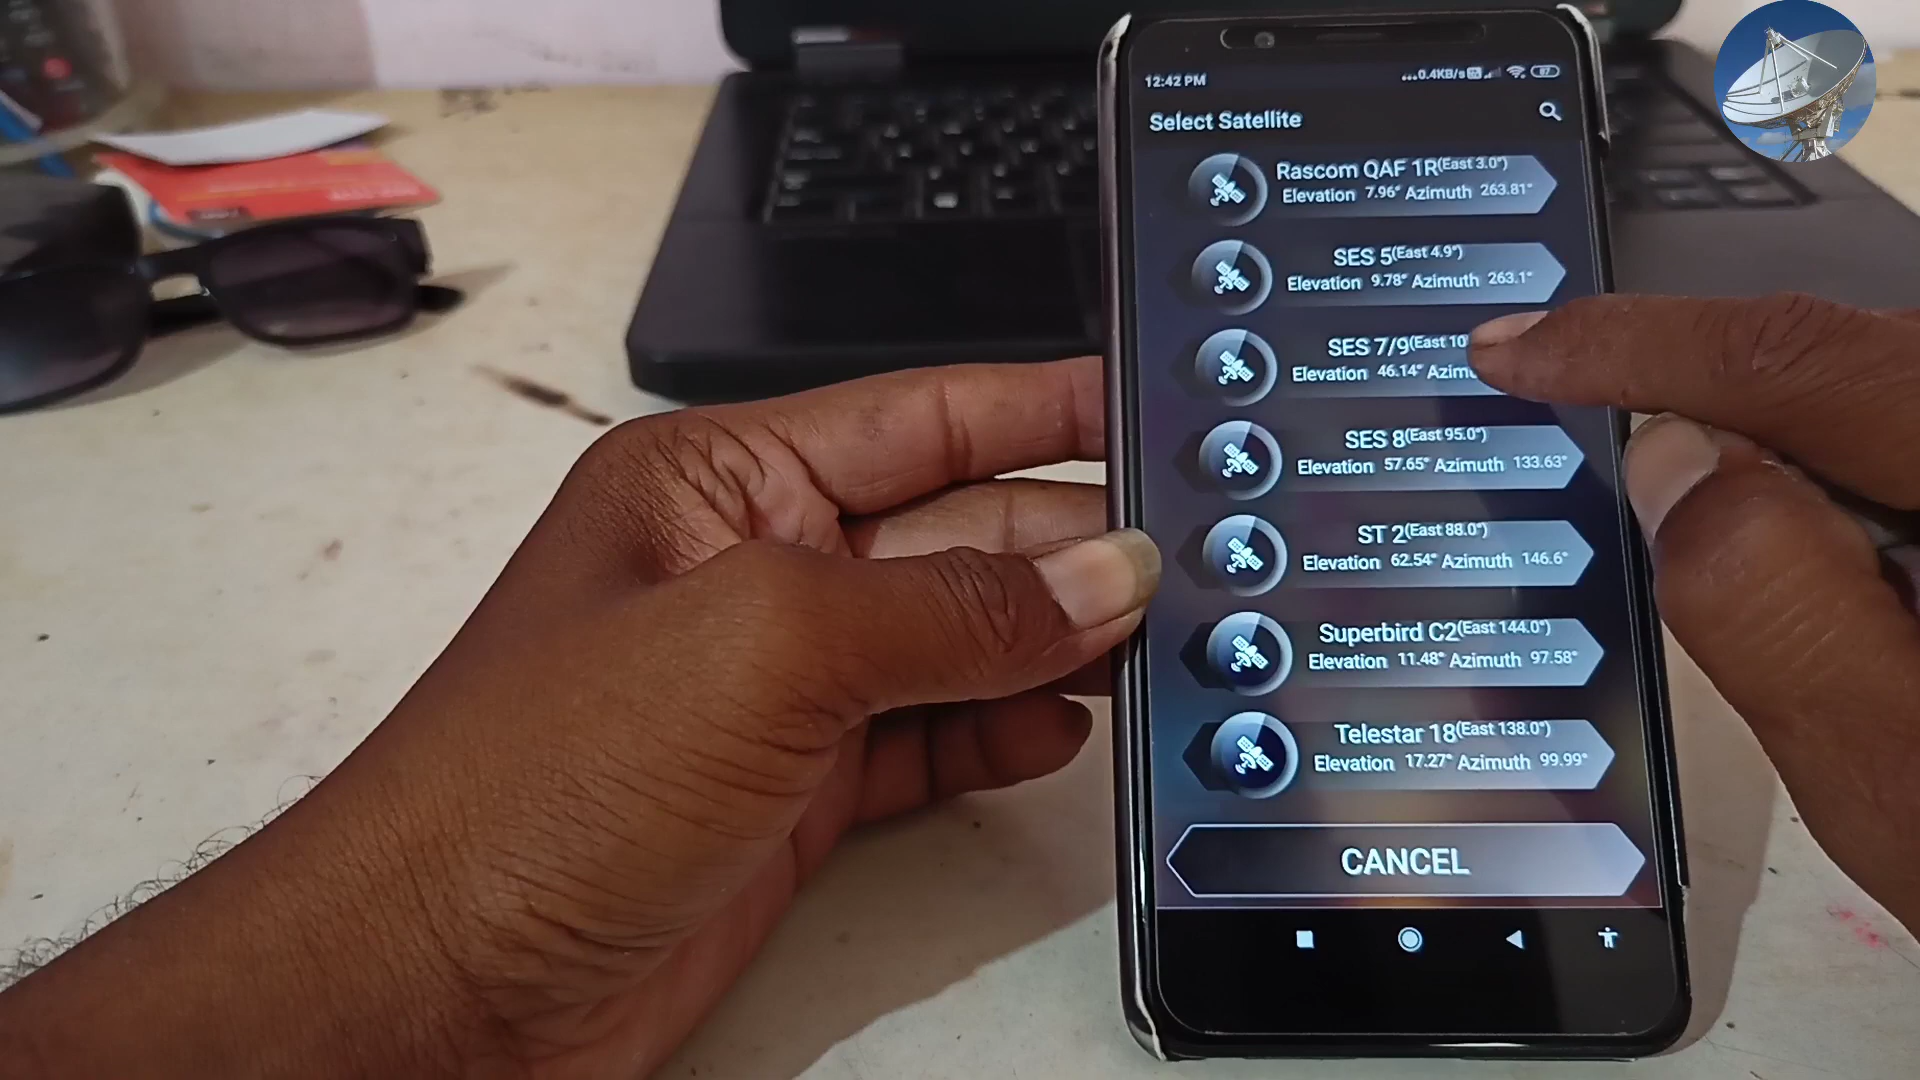 12:42 PM
...0.4KB/s
87
Select Satellite
Rascom QAF 1R(East 3.0°)
Elevation 7.96° Azimuth 263.81°
SES 5(East 4.9°)
Elevation 9.78° Azimuth 263.1°
SES 7/9(East 10
Elevation 46.14°
SES 8(East 95.0°)
Elevation 57.65° Azimuth 133.63°
ST 2(East 88.0°)
Elevation 62.54° Azimuth 146.6°
Superbird C2(East 144.0°)
Elevation 11.48° Azimuth 97.58°
Telestar 18(East 138.0°)
Elevation 17.27° Azimuth 99.99°
CANCEL